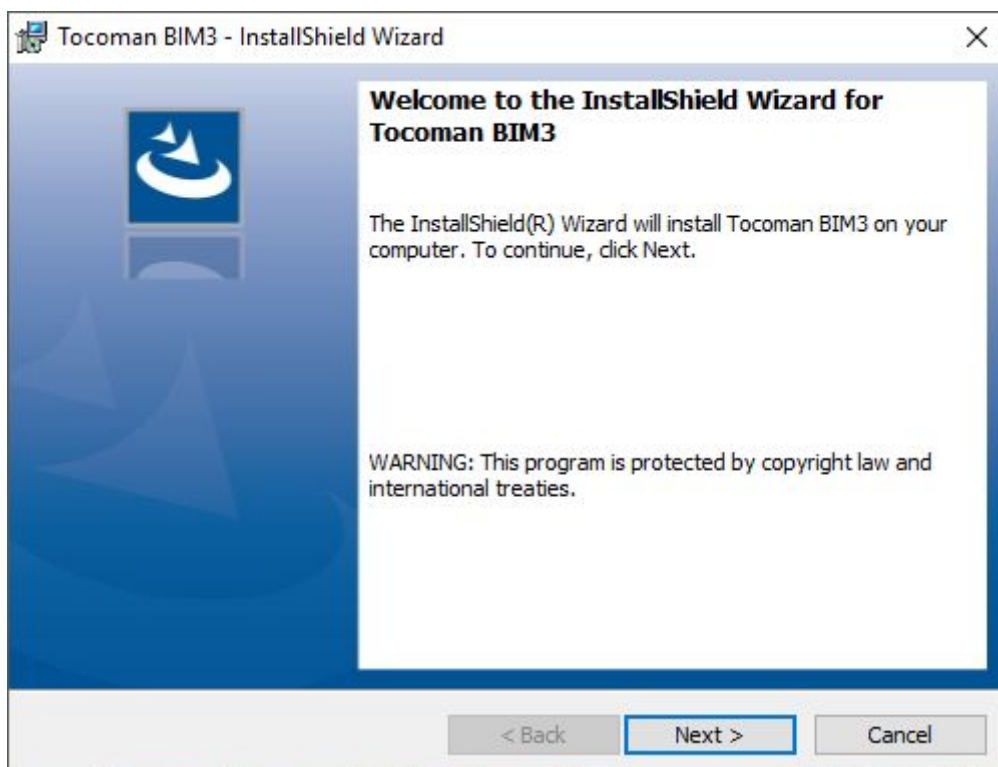 Tocoman BIM3 - InstallShield Wizard
Welcome to the InstallShield Wizard for
Tocoman BIM3
The InstallShield(R) Wizard will install Tocoman BIM3 on your
computer. To continue, click Next.
WARNING: This program is protected by copyright law and
international treaties.
< Back
Next >
Cancel